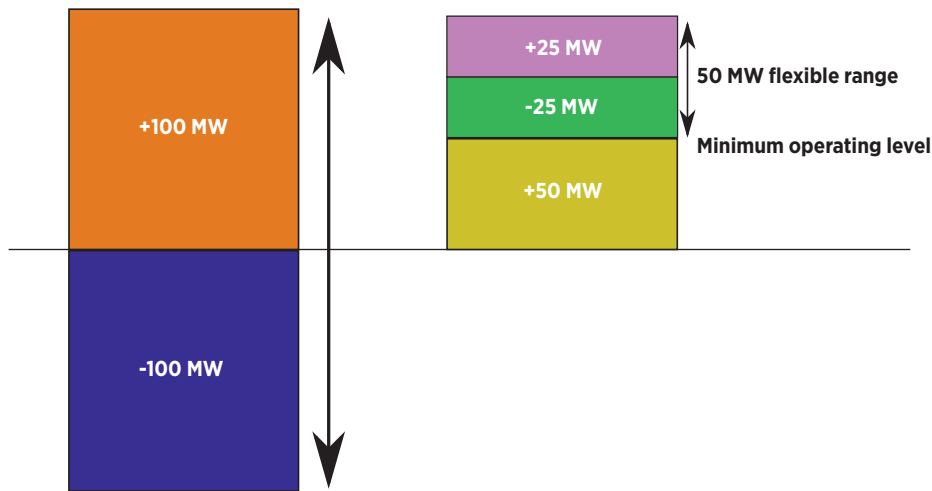 +100 MW
-100 MW
+25 MW
-25 MW
+50 MW
50 MW flexible range
Minimum operating level